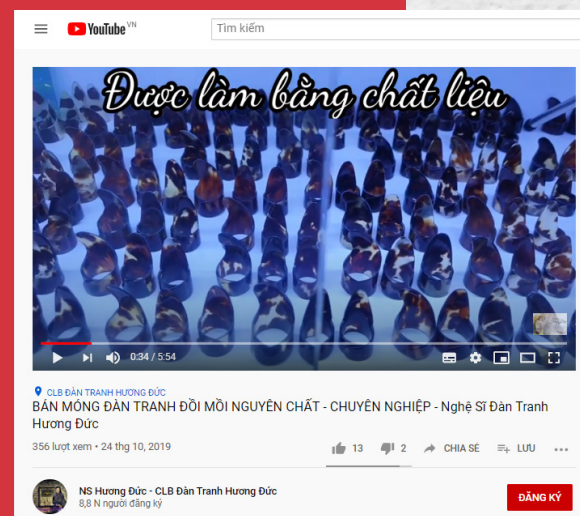 YouTube VN
Tìm kiếm
Được làm bằng chất liệu
0:34 / 5:54
CLB ĐÀN TRANH HƯƠNG ĐỨC
BÁN MÓNG ĐÀN TRANH ĐỒI MỒI NGUYÊN CHẤT - CHUYÊN NGHIỆP - Nghệ Sĩ Đàn Tranh
Hương Đức
356 lượt xem • 24 thg 10, 2019
13 2 CHIA SẺ LƯU
NS Hương Đức - CLB Đàn Tranh Hương Đức
8,8 N người đăng ký
ĐĂNG KÝ